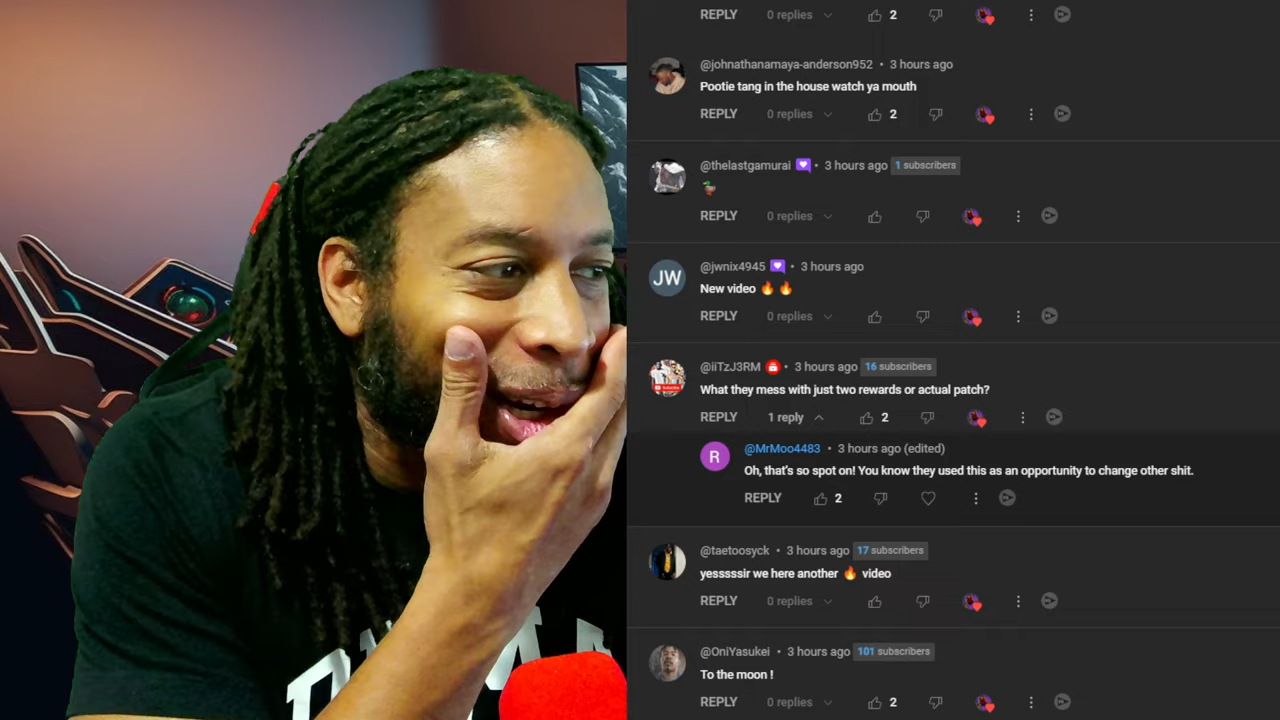 REPLY 0 replies 2
@johnathanamaya-anderson952 • 3 hours ago
Pootie tang in the house watch ya mouth
REPLY 0 replies 2
@thelastgamurai • 3 hours ago 1 subscribers
🦆
REPLY 0 replies
JW
@jwnix4945 • 3 hours ago
New video 🔥🔥
REPLY 0 replies
@iiTzJ3RM • 3 hours ago 16 subscribers
What they mess with just two rewards or actual patch?
REPLY 1 reply 2
R
@MrMoo4483 • 3 hours ago (edited)
Oh, that's so spot on! You know they used this as an opportunity to change other shit.
REPLY 2
@taetoosyck • 3 hours ago 17 subscribers
yesssssir we here another 🔥 video
REPLY 0 replies
@OniYasukei • 3 hours ago 101 subscribers
To the moon !
REPLY 0 replies 2